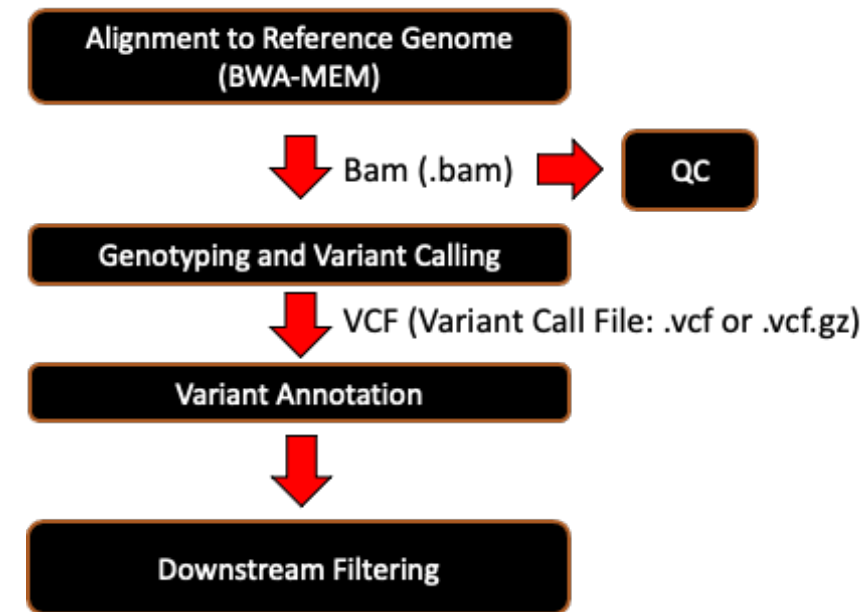 Alignment to Reference Genome
(BWA-MEM)
Bam (.bam)
QC
Genotyping and Variant Calling
VCF (Variant Call File: .vcf or .vcf.gz)
Variant Annotation
Downstream Filtering